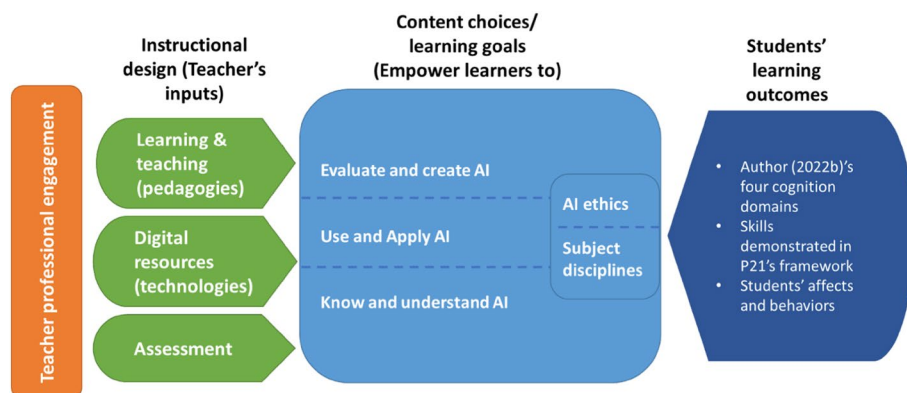 Teacher professional engagement
Instructional
design (Teacher's
inputs)
Learning &
teaching
(pedagogies)
Digital
resources
(technologies)
Assessment
Content choices/
learning goals
(Empower learners to)
Evaluate and create AI
Use and Apply AI
Know and understand AI
AI ethics
Subject
disciplines
Students'
learning
outcomes
• Author (2022b)'s
four cognition
domains
• Skills
demonstrated in
P21's framework
• Students' affects
and behaviors